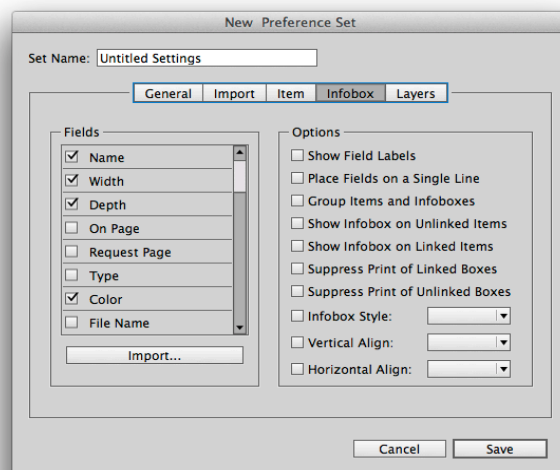 New Preference Set
Set Name: Untitled Settings
General Import Item Infobox Layers
Fields
Name
Width
Depth
On Page
Request Page
Type
Color
File Name
Import...
Options
Show Field Labels
Place Fields on a Single Line
Group Items and Infoboxes
Show Infobox on Unlinked Items
Show Infobox on Linked Items
Suppress Print of Linked Boxes
Suppress Print of Unlinked Boxes
Infobox Style:
Vertical Align:
Horizontal Align:
Cancel Save